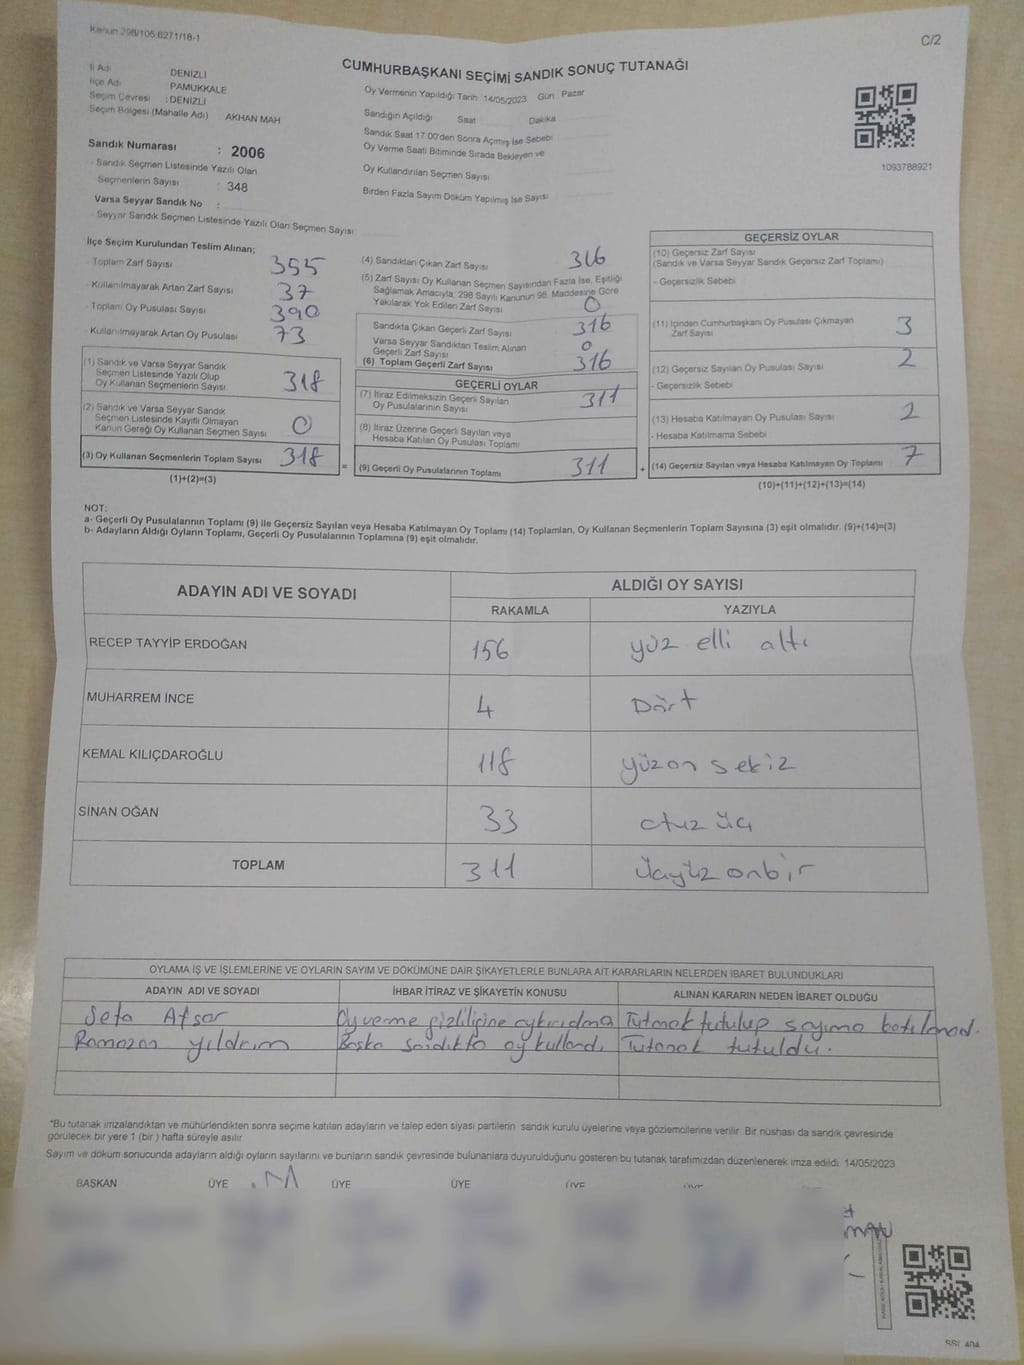 Kanun 298/105,6271/18-1
C/2
CUMHURBAŞKANI SEÇİMİ SANDIK SONUÇ TUTANAĞI
İl Adı DENİZLİ
İlçe Adı PAMUKKALE
Seçim Çevresi : DENİZLİ
Seçim Bölgesi (Mahalle Adı) AKHAN MAH
Sandık Numarası : 2006
- Sandık Seçmen Listesinde Yazılı Olan
Seçmenlerin Sayısı : 348
Varsa Seyyar Sandık No :
- Seyyar Sandık Seçmen Listesinde Yazılı Olan Seçmen Sayısı
Oy Vermenin Yapıldığı Tarih 14/05/2023 Gün Pazar
Sandığın Açıldığı Saat Dakika
Sandık Saat 17:00'den Sonra Açımış İse Sebebi
Oy Verme Saati Bitiminde Sırada Bekleyen ve
Oy Kullandırılan Seçmen Sayısı
Birden Fazla Sayım Döküm Yapılmış İse Sayısı
1093788921
İlçe Seçim Kurulundan Teslim Alınan;
- Toplam Zarf Sayısı 355
- Kullanılmayarak Artan Zarf Sayısı 37
- Toplam Oy Pusulası Sayısı 390
- Kullanılmayarak Artan Oy Pusulası 73
(1) Sandık ve Varsa Seyyar Sandık
Seçmen Listesinde Yazılı Olup
Oy Kullanan Seçmenlerin Sayısı 318
(2) Sandık ve Varsa Seyyar Sandık
Seçmen Listesinde Kayıtlı Olmayan
Kanun Gereği Oy Kullanan Seçmen Sayısı 0
(3) Oy Kullanan Seçmenlerin Toplam Sayısı 318
(1)+(2)=(3)
(4) Sandıktan Çıkan Zarf Sayısı 316
(5) Zarf Sayısı Oy Kullanan Seçmen Sayısından Fazla İse, Eşitliği
Sağlamak Amacıyla, 298 Sayılı Kanunun 98. Maddesine Göre
Yakılarak Yok Edilen Zarf Sayısı 0
Sandıkta Çıkan Geçerli Zarf Sayısı 316
Varsa Seyyar Sandıktan Teslim Alınan
Geçerli Zarf Sayısı 0
(6) Toplam Geçerli Zarf Sayısı 316
GEÇERLİ OYLAR
(7) İtiraz Edilmeksizin Geçerli Sayılan
Oy Pusulalarının Sayısı 311
(8) İtiraz Üzerine Geçerli Sayılan veya
Hesaba Katılan Oy Pusulası Toplamı
= (9) Geçerli Oy Pusulalarının Toplamı 311 +
GEÇERSİZ OYLAR
(10) Geçersiz Zarf Sayısı
(Sandık ve Varsa Seyyar Sandık Geçersiz Zarf Toplamı)
- Geçersizlik Sebebi
(11) İçinden Cumhurbaşkanı Oy Pusulası Çıkmayan
Zarf Sayısı 3
(12) Geçersiz Sayılan Oy Pusulası Sayısı 2
- Geçersizlik Sebebi
(13) Hesaba Katılmayan Oy Pusulası Sayısı 2
- Hesaba Katılmama Sebebi
(14) Geçersiz Sayılan veya Hesaba Katılmayan Oy Toplamı 7
(10)+(11)+(12)+(13)=(14)
NOT:
a- Geçerli Oy Pusulalarının Toplamı (9) ile Geçersiz Sayılan veya Hesaba Katılmayan Oy Toplamı (14) Toplamları, Oy Kullanan Seçmenlerin Toplam Sayısına (3) eşit olmalıdır. (9)+(14)=(3)
b- Adayların Aldığı Oyların Toplamı, Geçerli Oy Pusulalarının Toplamına (9) eşit olmalıdır.
ADAYIN ADI VE SOYADI ALDIĞI OY SAYISI
RAKAMLA YAZIYLA
RECEP TAYYİP ERDOĞAN 156 yüz elli altı
MUHARREM İNCE 4 Dört
KEMAL KILIÇDAROĞLU 118 yüzon sekiz
SİNAN OĞAN 33 otuz üç
TOPLAM 311 üçyüz onbir
OYLAMA İŞ VE İŞLEMLERİNE VE OYLARIN SAYIM VE DÖKÜMÜNE DAİR ŞİKAYETLERLE BUNLARA AİT KARARLARIN NELERDEN İBARET BULUNDUKLARI
ADAYIN ADI VE SOYADI İHBAR İTİRAZ VE ŞİKAYETİN KONUSU ALINAN KARARIN NEDEN İBARET OLDUĞU
Sefa Afşar Oy verme gizliliğine aykırıdma Tutmak tutulup sayıma katılmad.
Ramazan yıldırım Başka sandıkta oy kullandı Tutanak tutuldu.
*Bu tutanak imzalandıktan ve mühürlendikten sonra seçime katılan adayların ve talep eden siyasi partilerin sandık kurulu üyelerine veya gözlemcilerine verilir. Bir nüshası da sandık çevresinde
görülecek bir yere 1 (bir) hafta süreyle asılır.
Sayım ve döküm sonucunda adayların aldığı oyların sayılarını ve bunların sandık çevresinde bulunanlara duyurulduğunu gösteren bu tutanak tarafımızdan düzenlenerek imza edildi. 14/05/2023
BAŞKAN ÜYE ÜYE ÜYE ÜYE